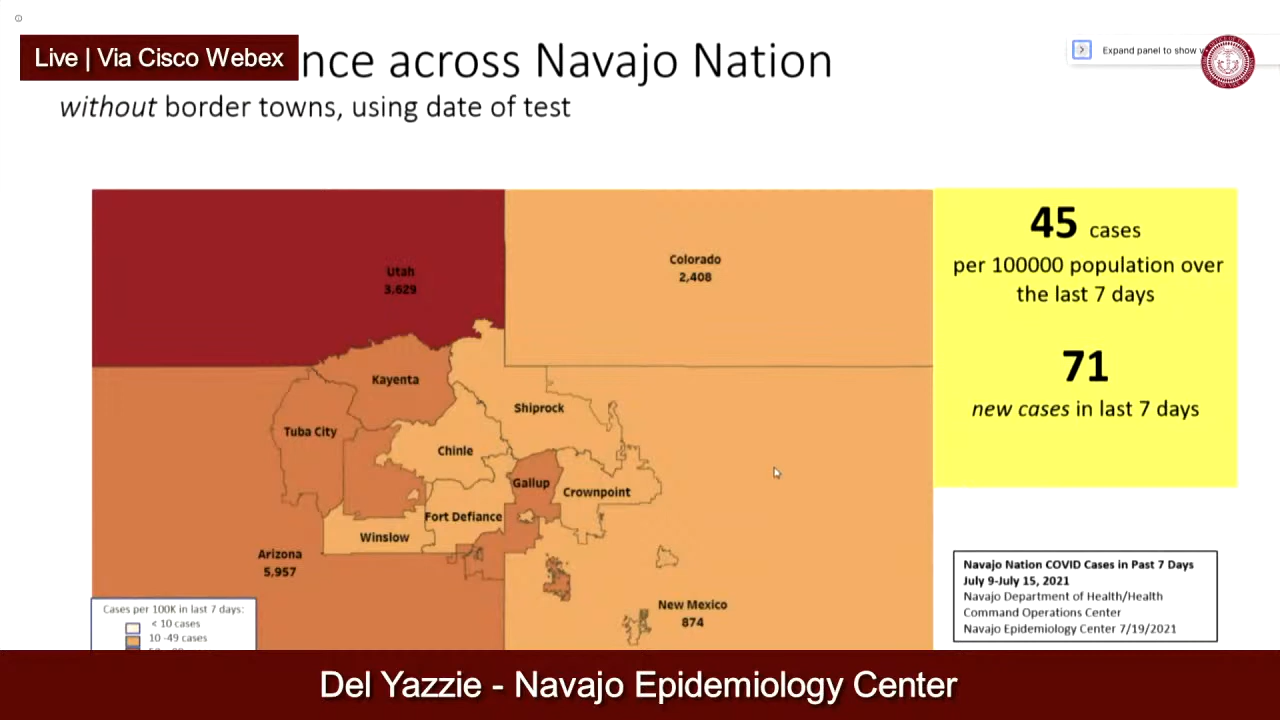 Live | Via Cisco Webex
nce across Navajo Nation
without border towns, using date of test
Expand panel to show
45 cases
per 100000 population over
the last 7 days
71
new cases in last 7 days
Utah
3,629
Colorado
2,408
Kayenta
Shiprock
Tuba City
Chinle
Gallup
Crownpoint
Fort Defiance
Winslow
Arizona
5,957
New Mexico
874
Cases per 100K in last 7 days:
< 10 cases
10 -49 cases
Navajo Nation COVID Cases in Past 7 Days
July 9-July 15, 2021
Navajo Department of Health/Health
Command Operations Center
Navajo Epidemiology Center 7/19/2021
Del Yazzie - Navajo Epidemiology Center